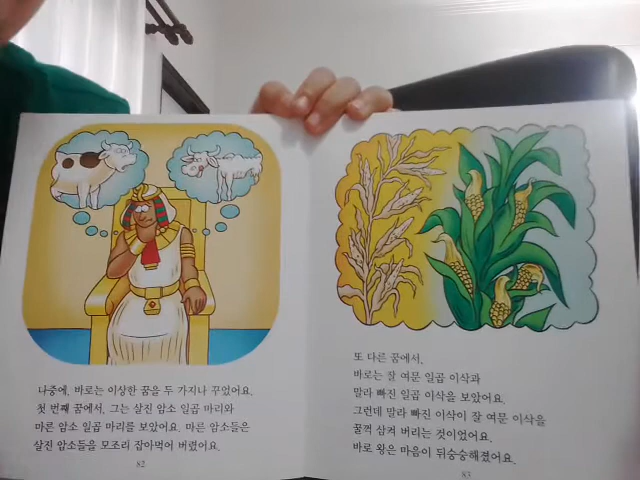 나중에, 바로는 이상한 꿈을 두 가지나 꾸었어요.
첫 번째 꿈에서, 그는 살진 암소 일곱 마리와
마른 암소 일곱 마리를 보았어요. 마른 암소들은
살진 암소들을 모조리 잡아먹어 버렸어요.
82
또 다른 꿈에서,
바로는 잘 여문 일곱 이삭과
말라 빠진 일곱 이삭을 보았어요.
그런데 말라 빠진 이삭이 잘 여문 이삭을
꿀꺽 삼켜 버리는 것이었어요.
바로 왕은 마음이 뒤숭숭해졌어요.
83